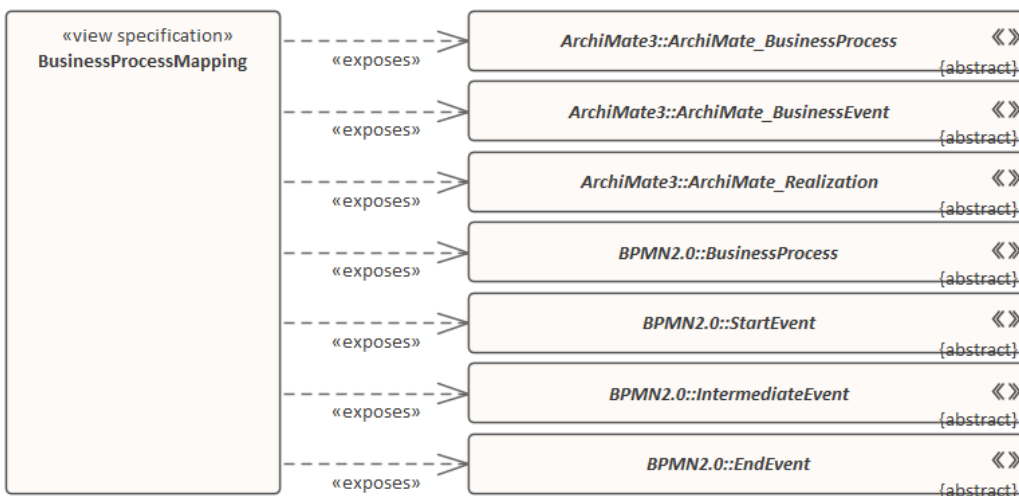 «view specification»
BusinessProcessMapping
«exposes»
ArchiMate3::ArchiMate_BusinessProcess
{abstract}
«exposes»
ArchiMate3::ArchiMate_BusinessEvent
{abstract}
«exposes»
ArchiMate3::ArchiMate_Realization
{abstract}
«exposes»
BPMN2.0::BusinessProcess
{abstract}
«exposes»
BPMN2.0::StartEvent
{abstract}
«exposes»
BPMN2.0::IntermediateEvent
{abstract}
«exposes»
BPMN2.0::EndEvent
{abstract}